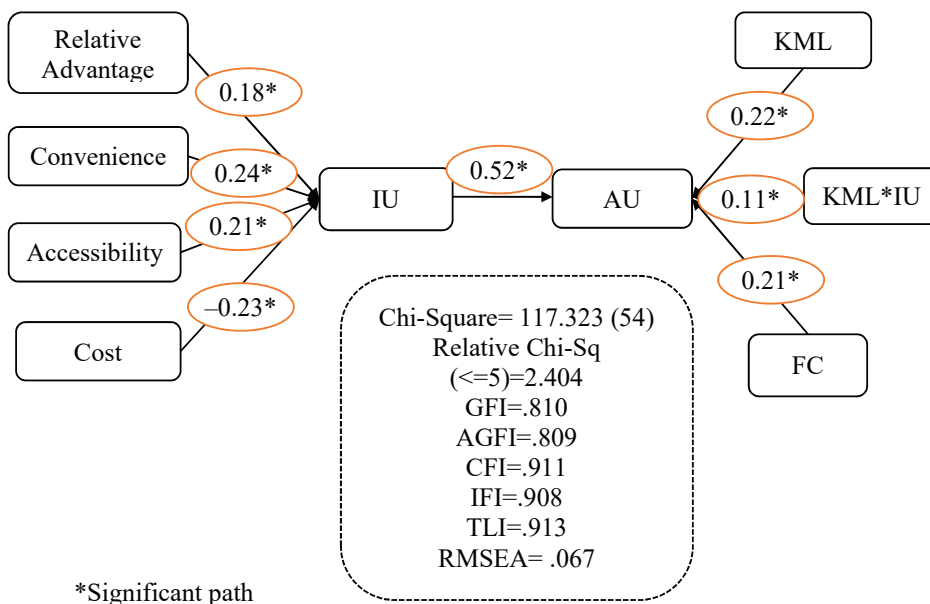 Relative
Advantage
0.18*
Convenience
0.24*
Accessibility
0.21*
Cost
–0.23*
IU
0.52*
AU
KML
0.22*
KML*IU
0.11*
FC
0.21*
Chi-Square= 117.323 (54)
Relative Chi-Sq
(<=5)=2.404
GFI=.810
AGFI=.809
CFI=.911
IFI=.908
TLI=.913
RMSEA= .067
*Significant path